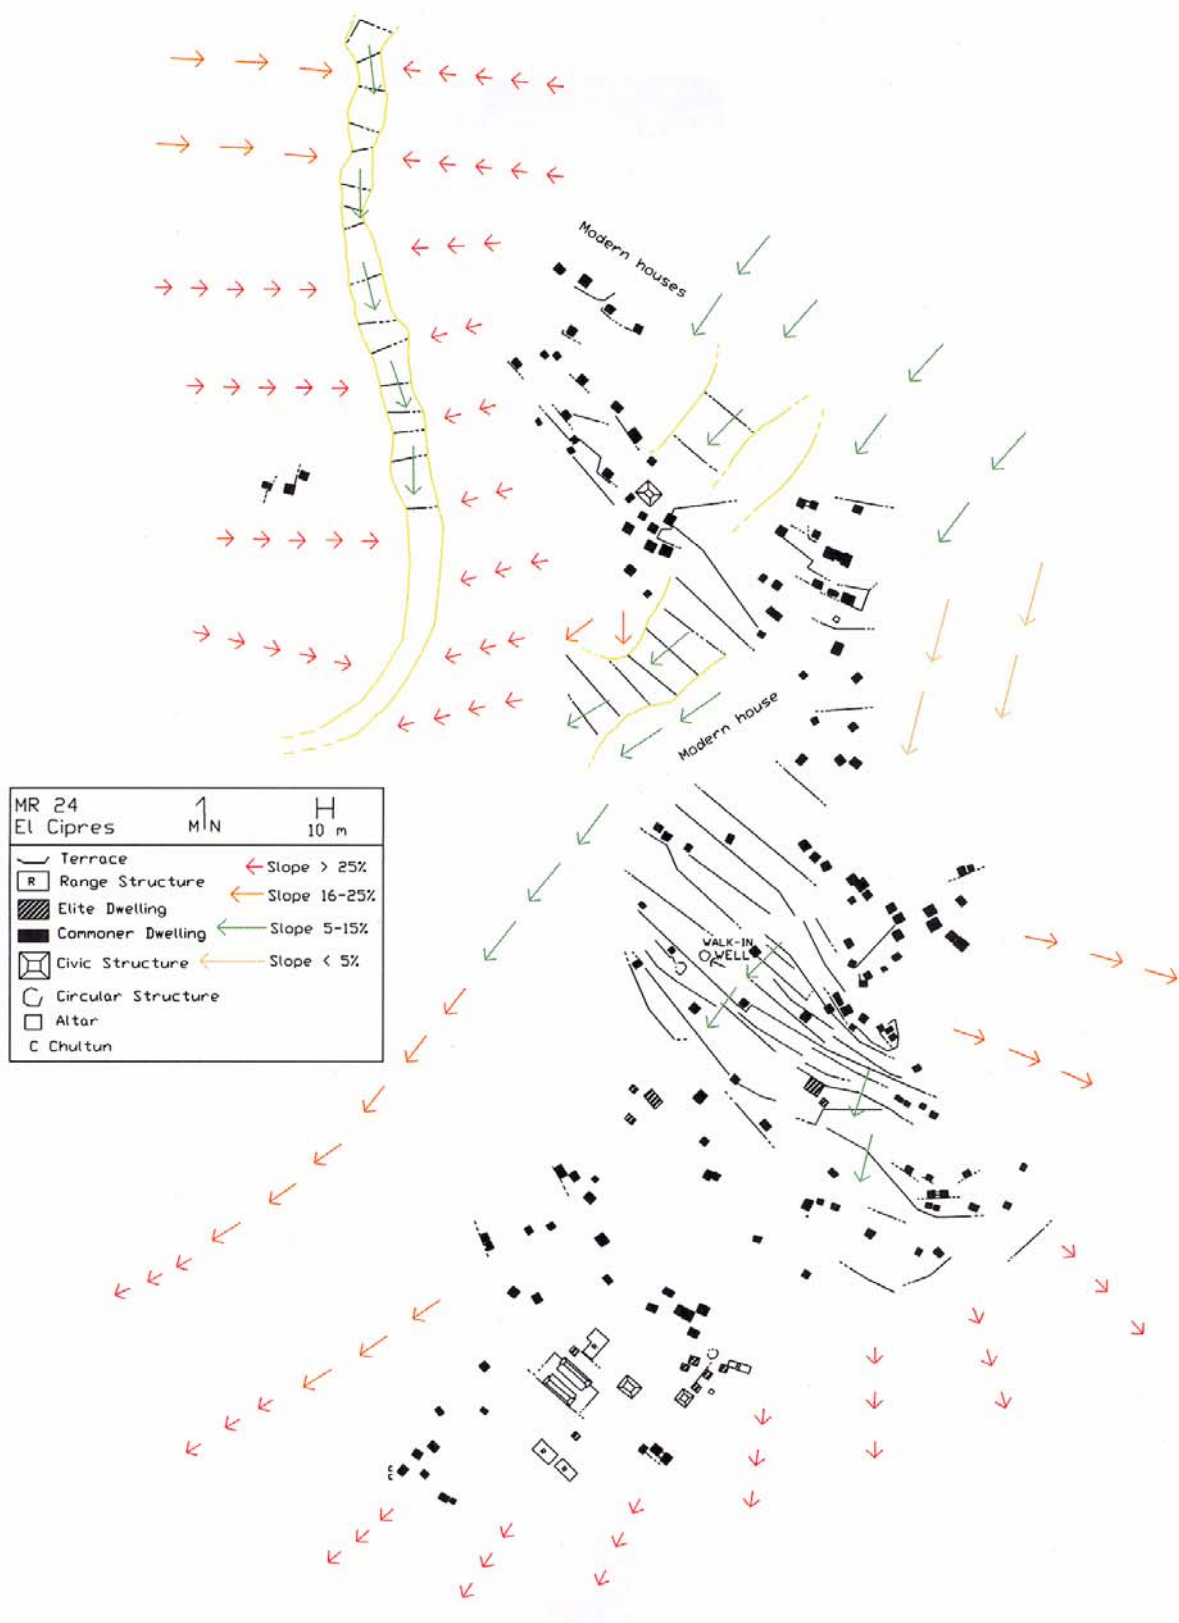 Modern houses
Modern house
WALK-IN
WELL
MR 24
El Cipres
MN
10 m
Terrace
R Range Structure
Elite Dwelling
Commoner Dwelling
Civic Structure
Circular Structure
Altar
C Chultun
Slope > 25%
Slope 16-25%
Slope 5-15%
Slope < 5%
C
C